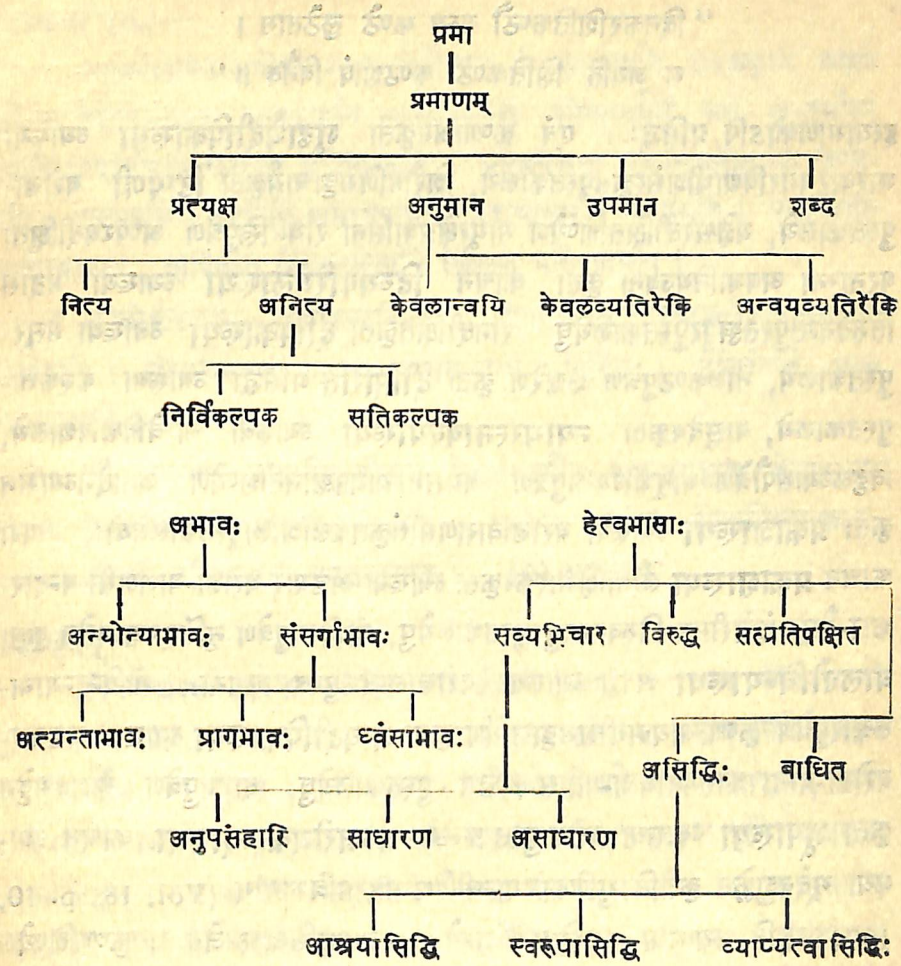 प्रमा
प्रमाणम्
प्रत्यक्ष अनुमान उपमान शब्द
नित्य अनित्य केवलान्वयि केवलव्यतिरेकि अन्वयव्यतिरेकि
निर्विकल्पक सतिकल्पक
अभावः हेत्वभासाः
अन्योन्याभावः संसर्गाभावः सव्यभिचार विरुद्ध सत्प्रतिपक्षित
अत्यन्ताभावः प्रागभावः ध्वंसाभावः
असिद्धिः बाधित
अनुपसंहारि साधारण असाधारण
आश्रयासिद्धि स्वरूपासिद्धि व्याप्यत्वासिद्धिः